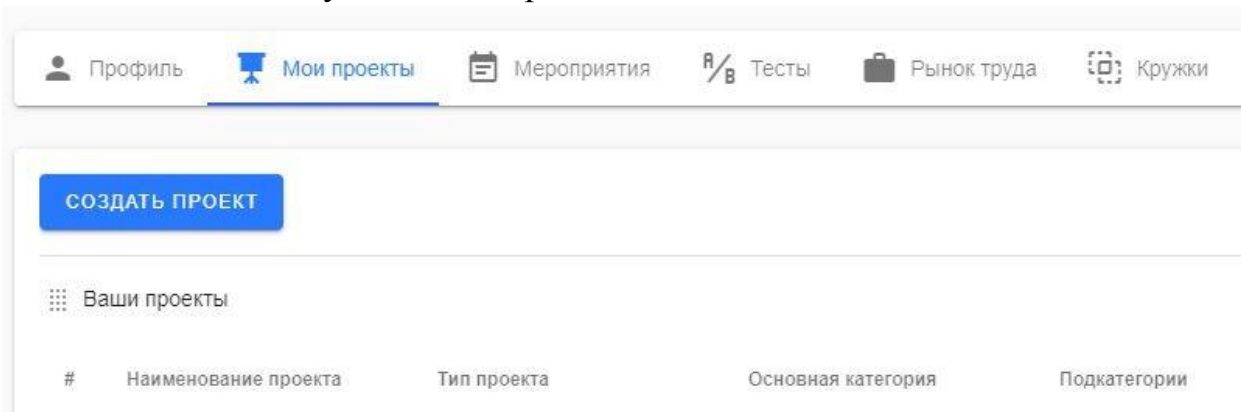 Профиль Мои проекты Мероприятия A/B Тесты Рынок труда Кружки
СОЗДАТЬ ПРОЕКТ
Ваши проекты
# Наименование проекта Тип проекта Основная категория Подкатегории